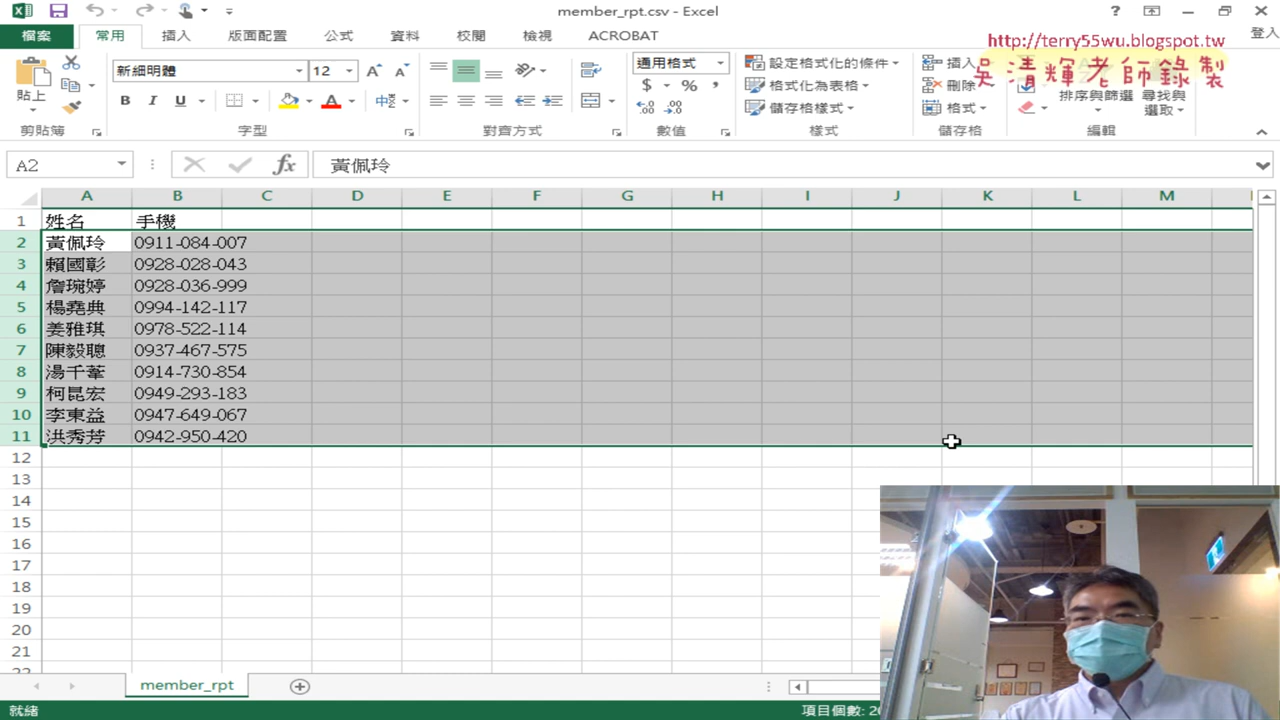 member_rpt.csv - Excel
檔案 常用 插入 版面配置 公式 資料 校閱 檢視 ACROBAT 登入
http://terry55wu.blogspot.tw
吳清輝老師錄製
貼上
新細明體 12
B I U
中
通用格式
$ % ,
設定格式化的條件
格式化為表格
儲存格樣式
插入
刪除
格式
排序與篩選 尋找與
選取
剪貼簿 字型 對齊方式 數值 樣式 儲存格 編輯
A2 fx 黃佩玲
A B C D E F G H I J K L M
1 姓名 手機
2 黃佩玲 0911-084-007
3 賴國彰 0928-028-043
4 詹琬婷 0928-036-999
5 楊堯典 0994-142-117
6 姜雅琪 0978-522-114
7 陳毅聰 0937-467-575
8 湯千葦 0914-730-854
9 柯昆宏 0949-293-183
10 李東益 0947-649-067
11 洪秀芳 0942-950-420
12
13
14
15
16
17
18
19
20
21
member_rpt
就緒 項目個數: